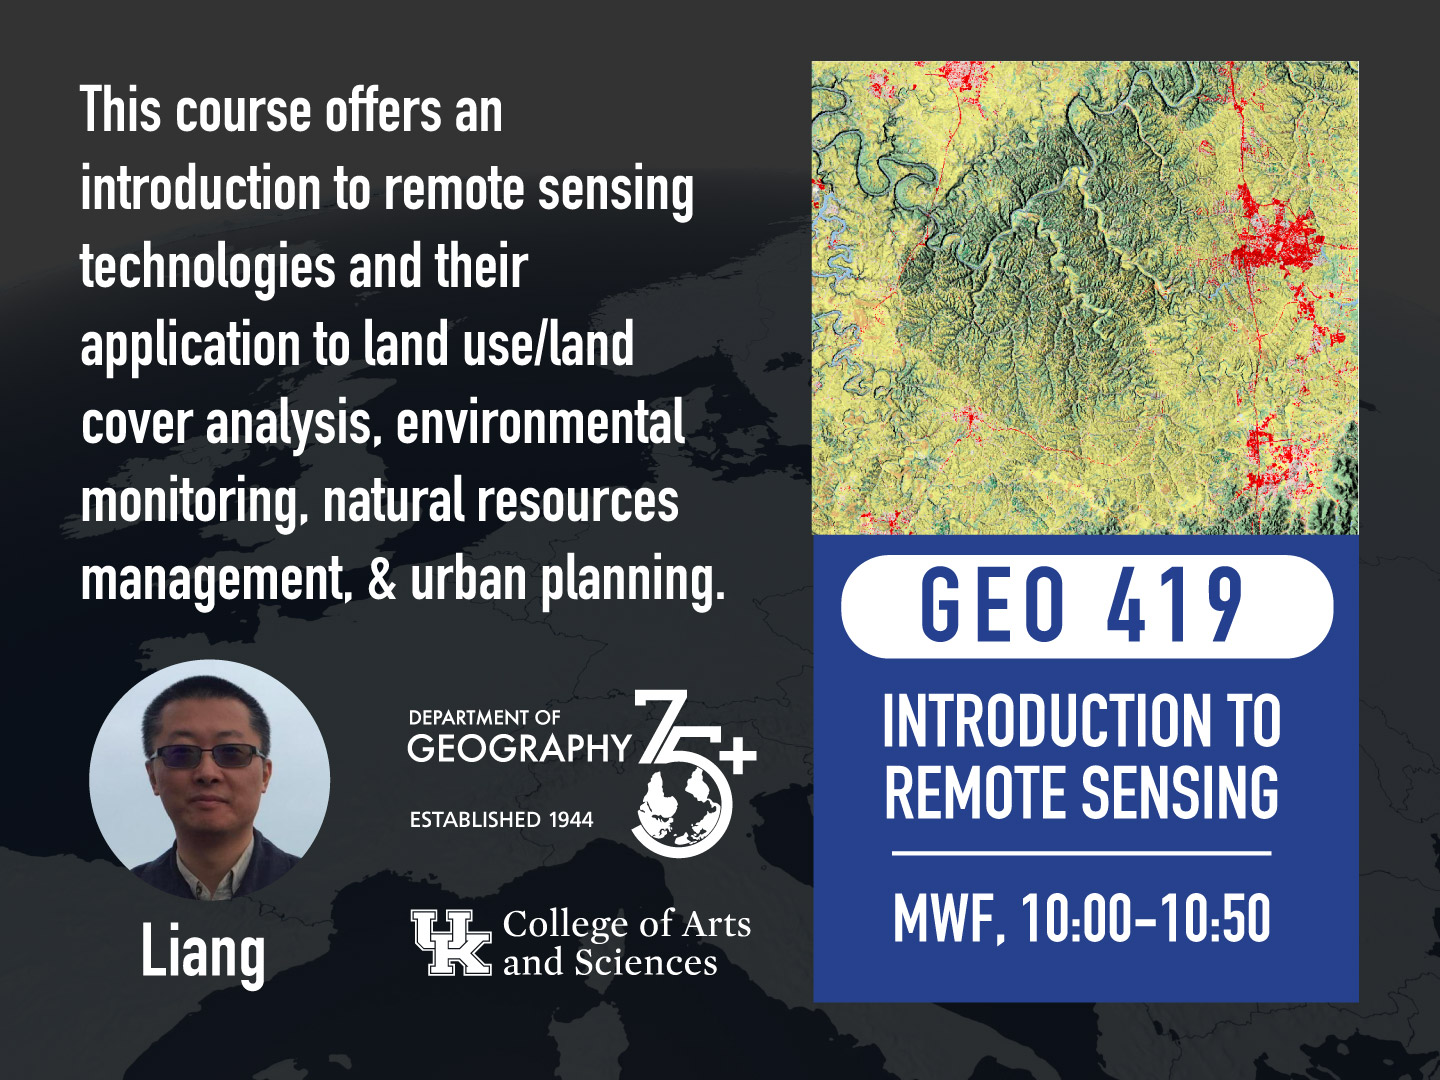 This course offers an
introduction to remote sensing
technologies and their
application to land use/land
cover analysis, environmental
monitoring, natural resources
management, & urban planning.
Liang
DEPARTMENT OF
GEOGRAPHY
75+
ESTABLISHED 1944
UK
College of Arts
and Sciences
GEO 419
INTRODUCTION TO
REMOTE SENSING
MWF, 10:00-10:50